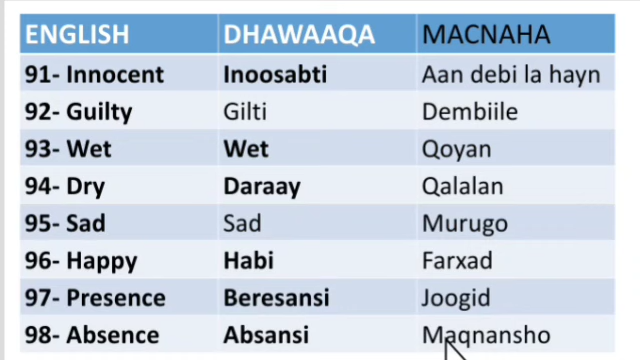 ENGLISH DHAWAAQA MACNAHA
91- Innocent Inoosabti Aan debi la hayn
92- Guilty Gilti Dembiile
93- Wet Wet Qoyan
94- Dry Daraay Qalalan
95- Sad Sad Murugo
96- Happy Habi Farxad
97- Presence Beresansi Joogid
98- Absence Absansi Maqnansho